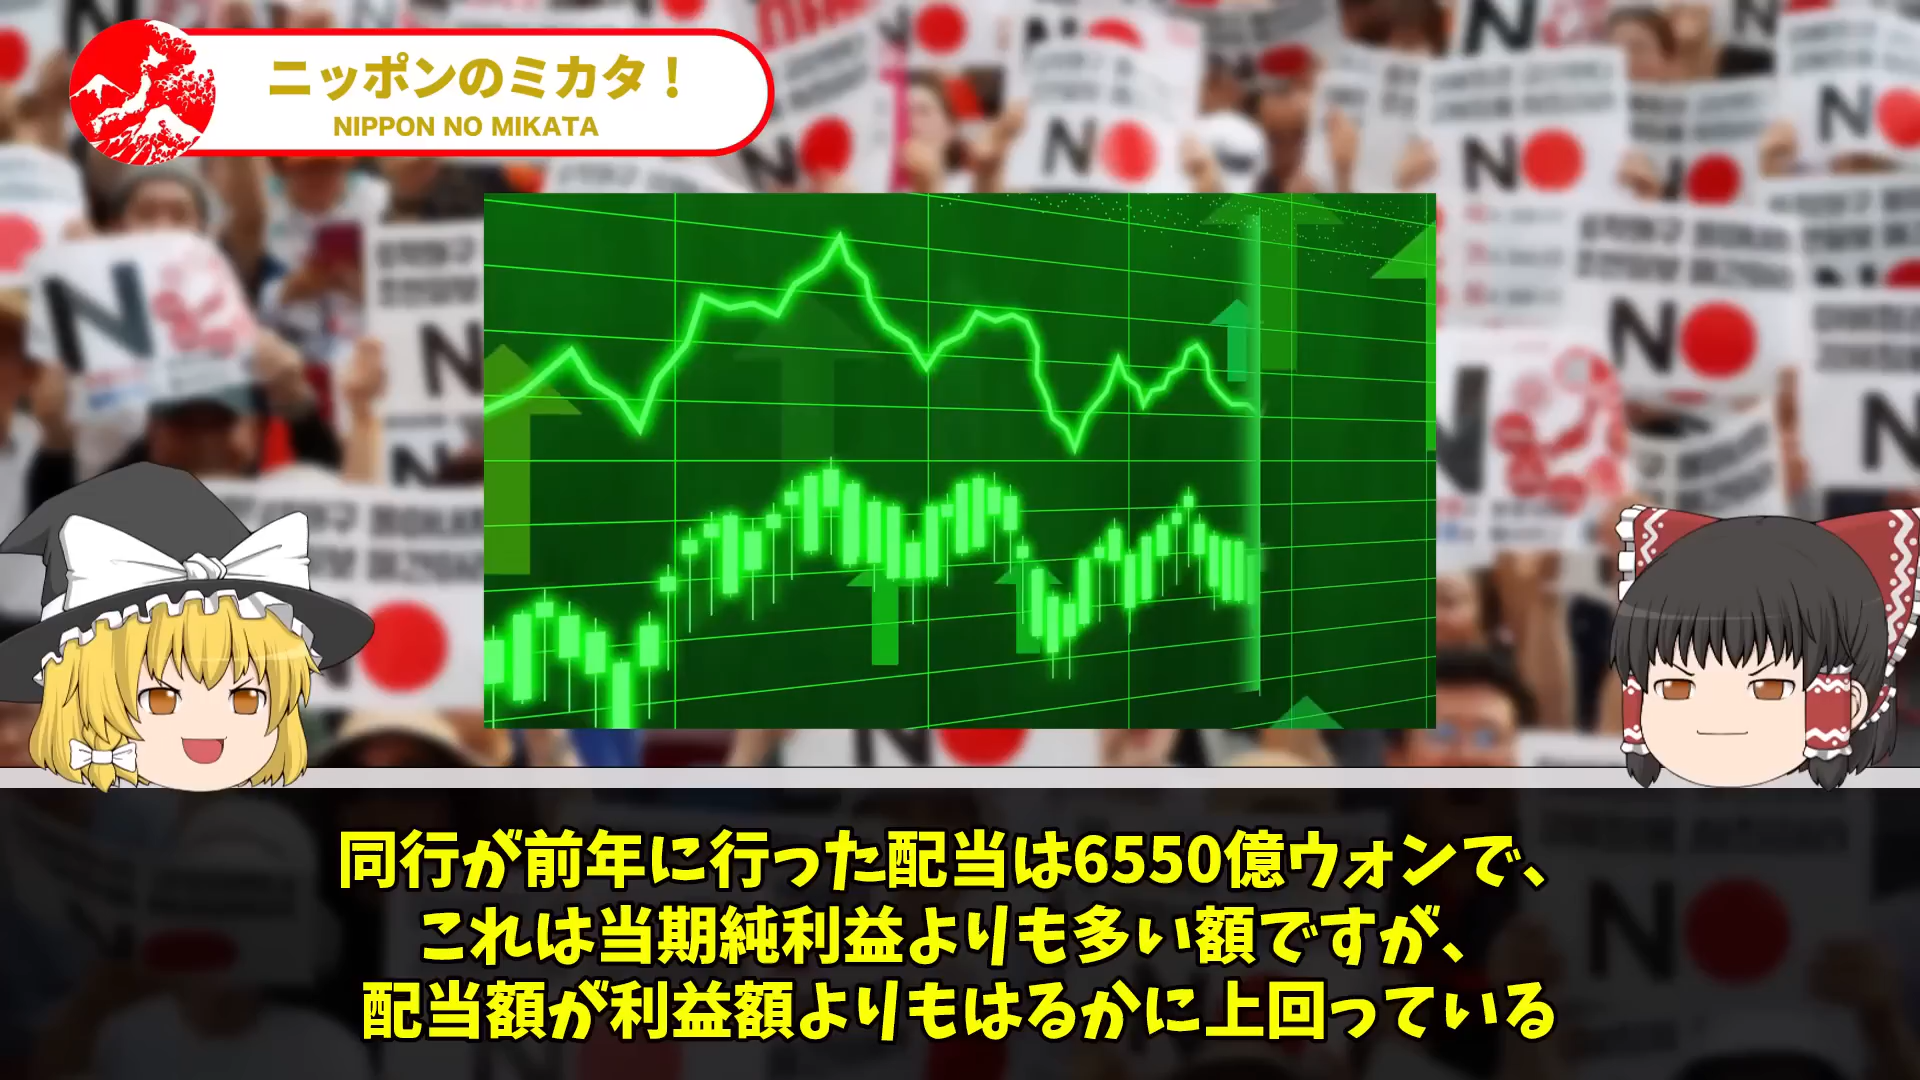 ニッポンのミカタ！
NIPPON NO MIKATA
同行が前年に行った配当は6550億ウォンで、
これは当期純利益よりも多い額ですが、
配当額が利益額よりもはるかに上回っている